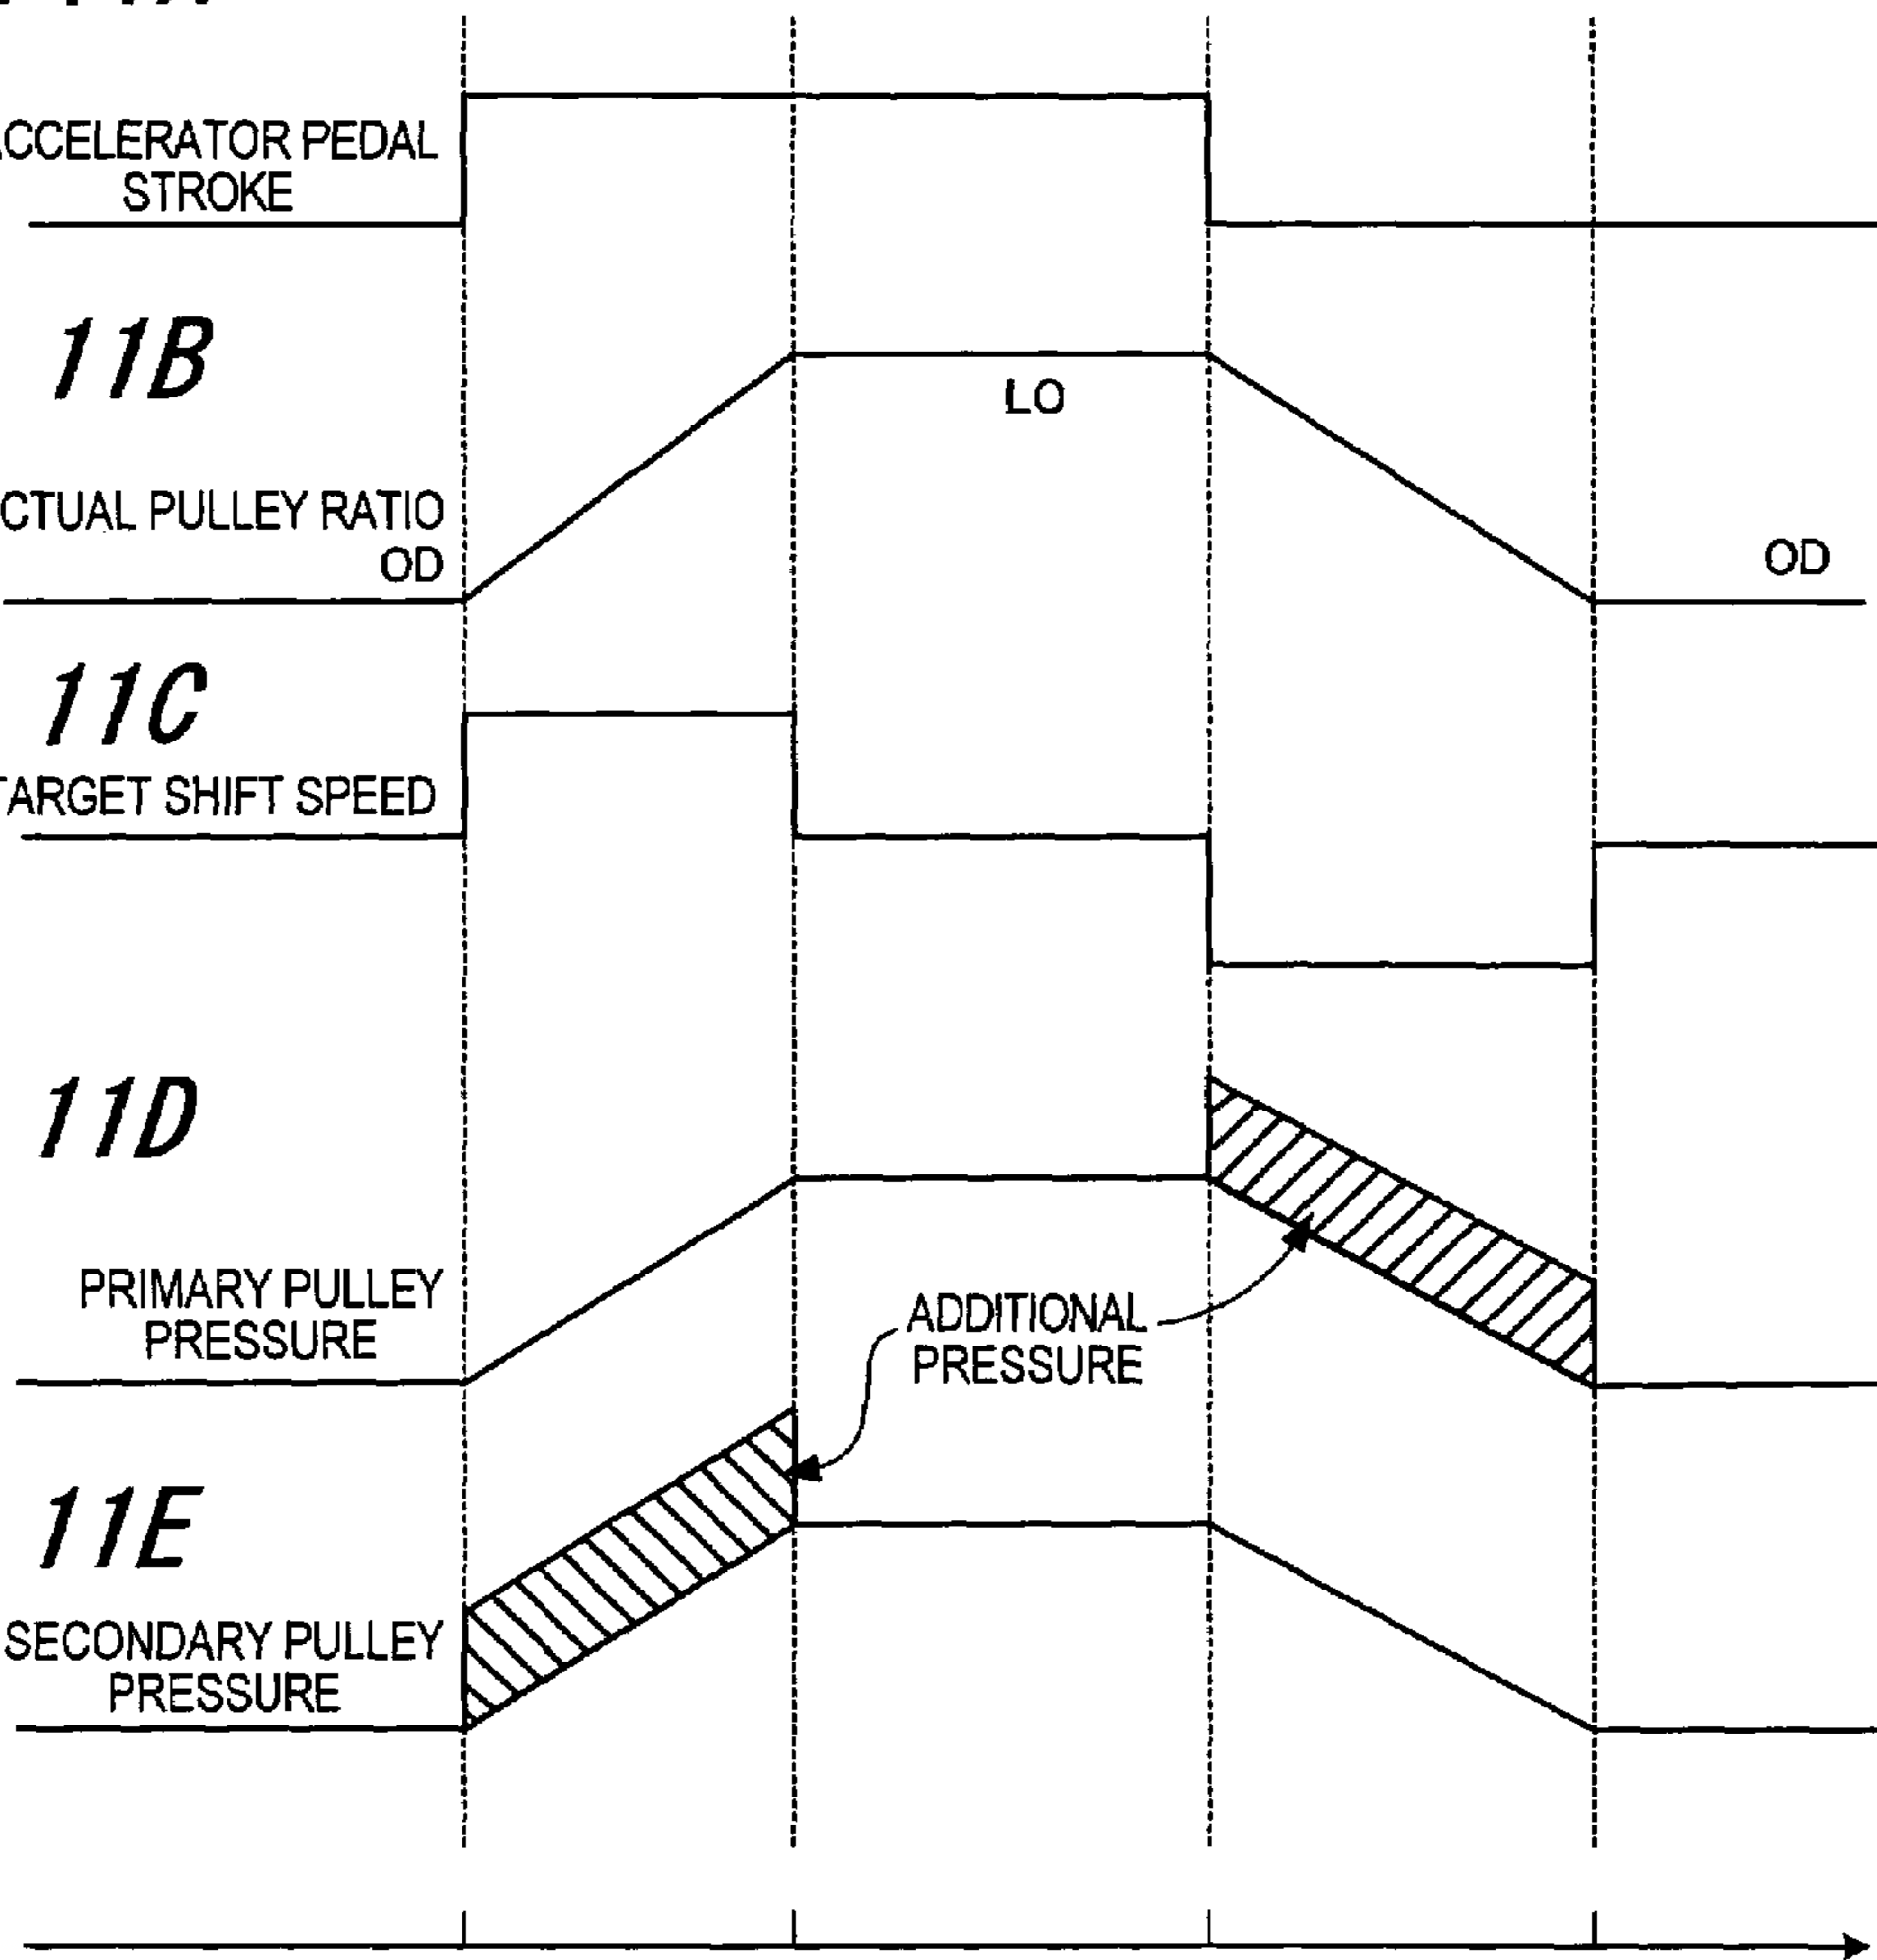 ACCELERATOR PEDAL
STROKE
11B
LO
CTUAL PULLEY RATIO
OD
OD
11C
TARGET SHIFT SPEED
11D
PRIMARY PULLEY
PRESSURE
ADDITIONAL
PRESSURE
11E
SECONDARY PULLEY
PRESSURE